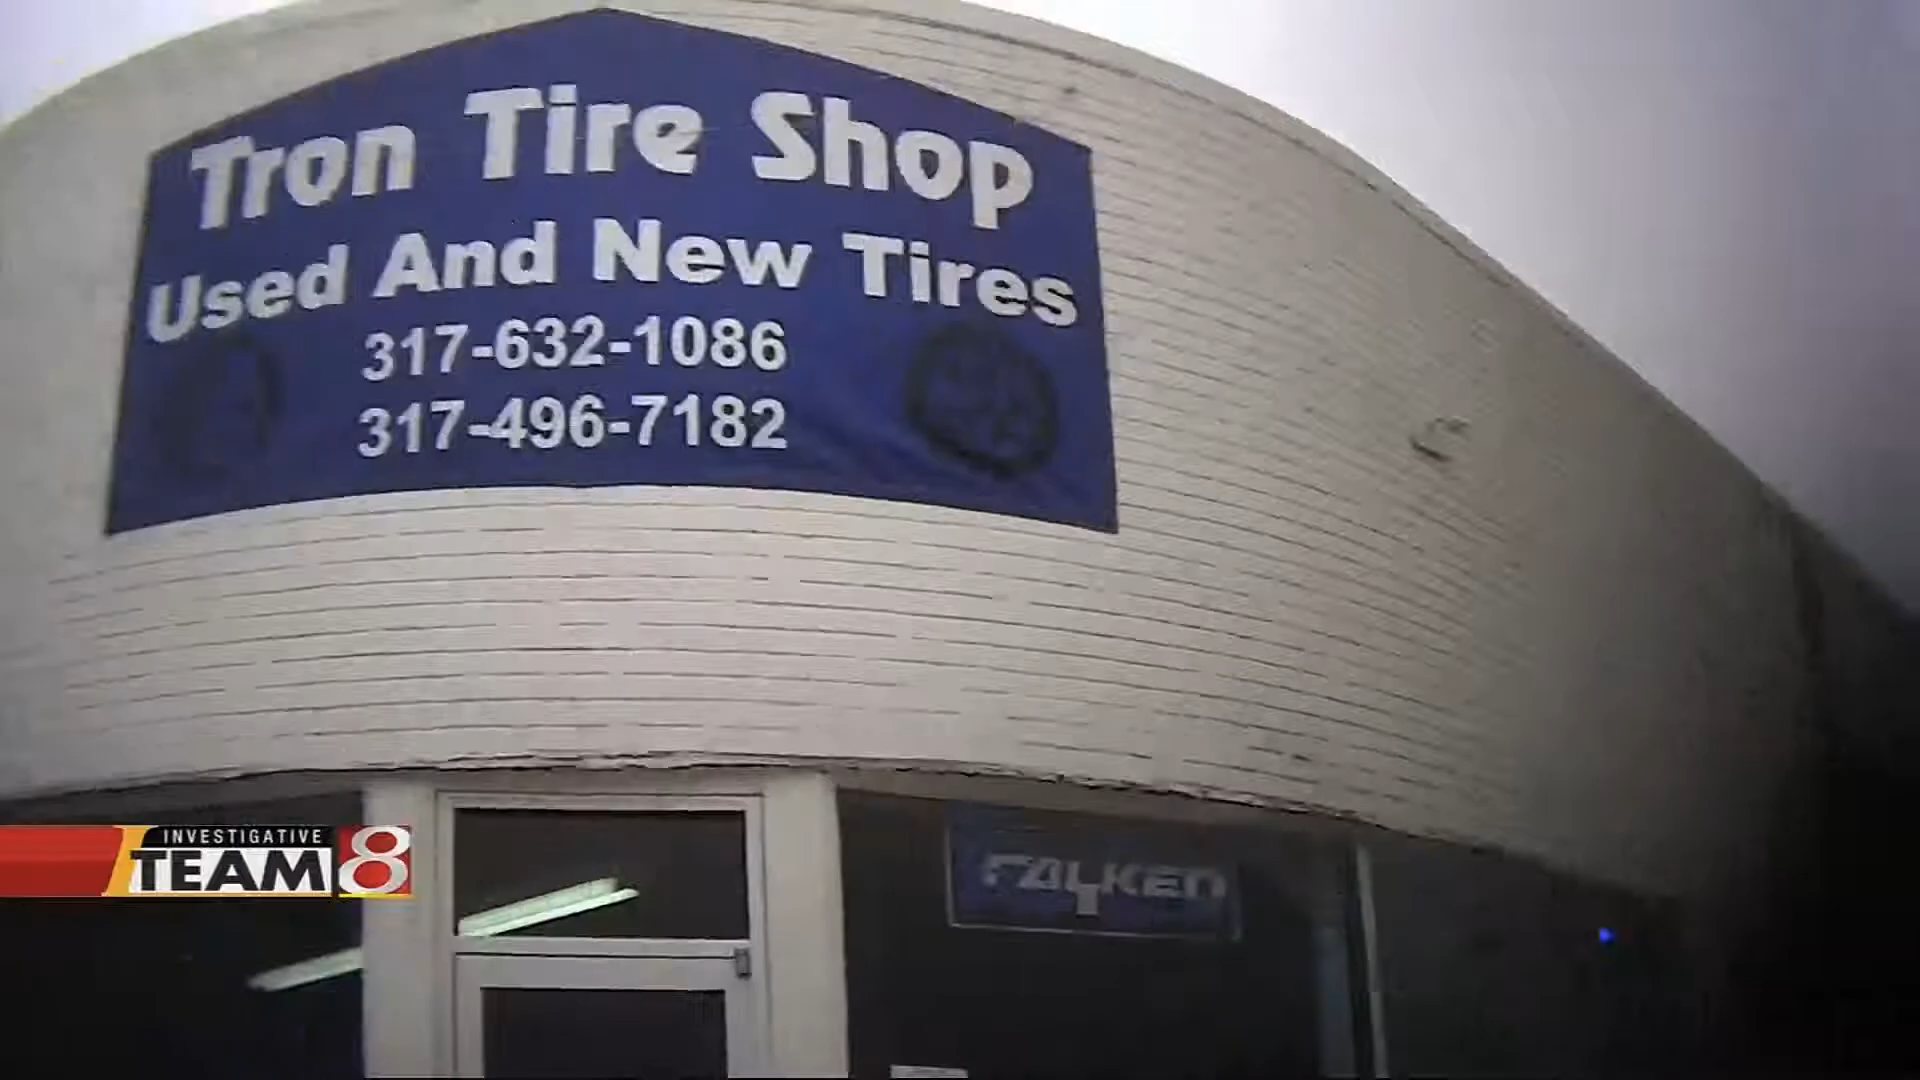 Tron Tire Shop
Used And New Tires
317-632-1086
317-496-7182
INVESTIGATIVE
TEAM 8
FALKEN